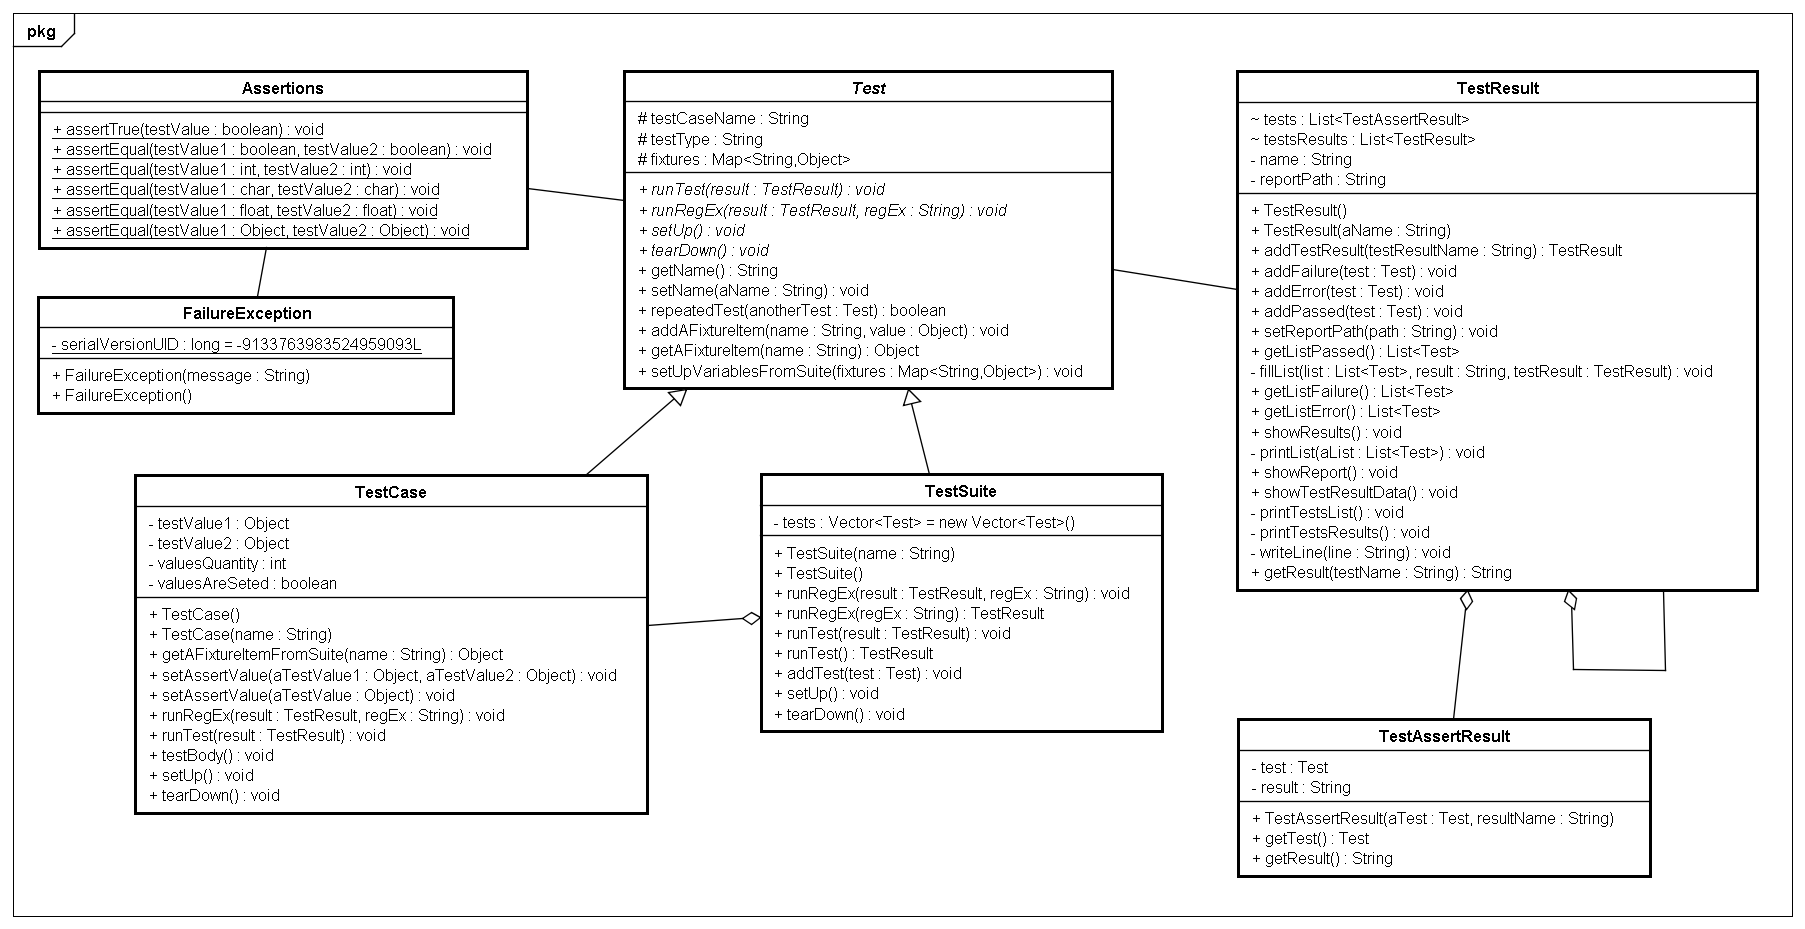 pkg
Assertions
+ assertTrue(testValue : boolean) : void
+ assertEqual(testValue1 : boolean, testValue2 : boolean) : void
+ assertEqual(testValue1 : int, testValue2 : int) : void
+ assertEqual(testValue1 : char, testValue2 : char) : void
+ assertEqual(testValue1 : float, testValue2 : float) : void
+ assertEqual(testValue1 : Object, testValue2 : Object) : void
FailureException
- serialVersionUID : long = -9133763983524959093L
+ FailureException(message : String)
+ FailureException()
Test
# testCaseName : String
# testType : String
# fixtures : Map<String,Object>
+ runTest(result : TestResult) : void
+ runRegEx(result : TestResult, regEx : String) : void
+ setUp() : void
+ tearDown() : void
+ getName() : String
+ setName(aName : String) : void
+ repeatedTest(anotherTest : Test) : boolean
+ addAFixtureItem(name : String, value : Object) : void
+ getAFixtureItem(name : String) : Object
+ setUpVariablesFromSuite(fixtures : Map<String,Object>) : void
TestResult
~ tests : List<TestAssertResult>
~ testsResults : List<TestResult>
- name : String
- reportPath : String
+ TestResult()
+ TestResult(aName : String)
+ addTestResult(testResultName : String) : TestResult
+ addFailure(test : Test) : void
+ addError(test : Test) : void
+ addPassed(test : Test) : void
+ setReportPath(path : String) : void
+ getListPassed() : List<Test>
- fillList(list : List<Test>, result : String, testResult : TestResult) : void
+ getListFailure() : List<Test>
+ getListError() : List<Test>
+ showResults() : void
- printList(aList : List<Test>) : void
+ showReport() : void
+ showTestResultData() : void
- printTestsList() : void
- printTestsResults() : void
- writeLine(line : String) : void
+ getResult(testName : String) : String
TestCase
- testValue1 : Object
- testValue2 : Object
- valuesQuantity : int
- valuesAreSeted : boolean
+ TestCase()
+ TestCase(name : String)
+ getAFixtureItemFromSuite(name : String) : Object
+ setAssertValue(aTestValue1 : Object, aTestValue2 : Object) : void
+ setAssertValue(aTestValue : Object) : void
+ runRegEx(result : TestResult, regEx : String) : void
+ runTest(result : TestResult) : void
+ testBody() : void
+ setUp() : void
+ tearDown() : void
TestSuite
- tests : Vector<Test> = new Vector<Test>()
+ TestSuite(name : String)
+ TestSuite()
+ runRegEx(result : TestResult, regEx : String) : void
+ runRegEx(regEx : String) : TestResult
+ runTest(result : TestResult) : void
+ runTest() : TestResult
+ addTest(test : Test) : void
+ setUp() : void
+ tearDown() : void
TestAssertResult
- test : Test
- result : String
+ TestAssertResult(aTest : Test, resultName : String)
+ getTest() : Test
+ getResult() : String